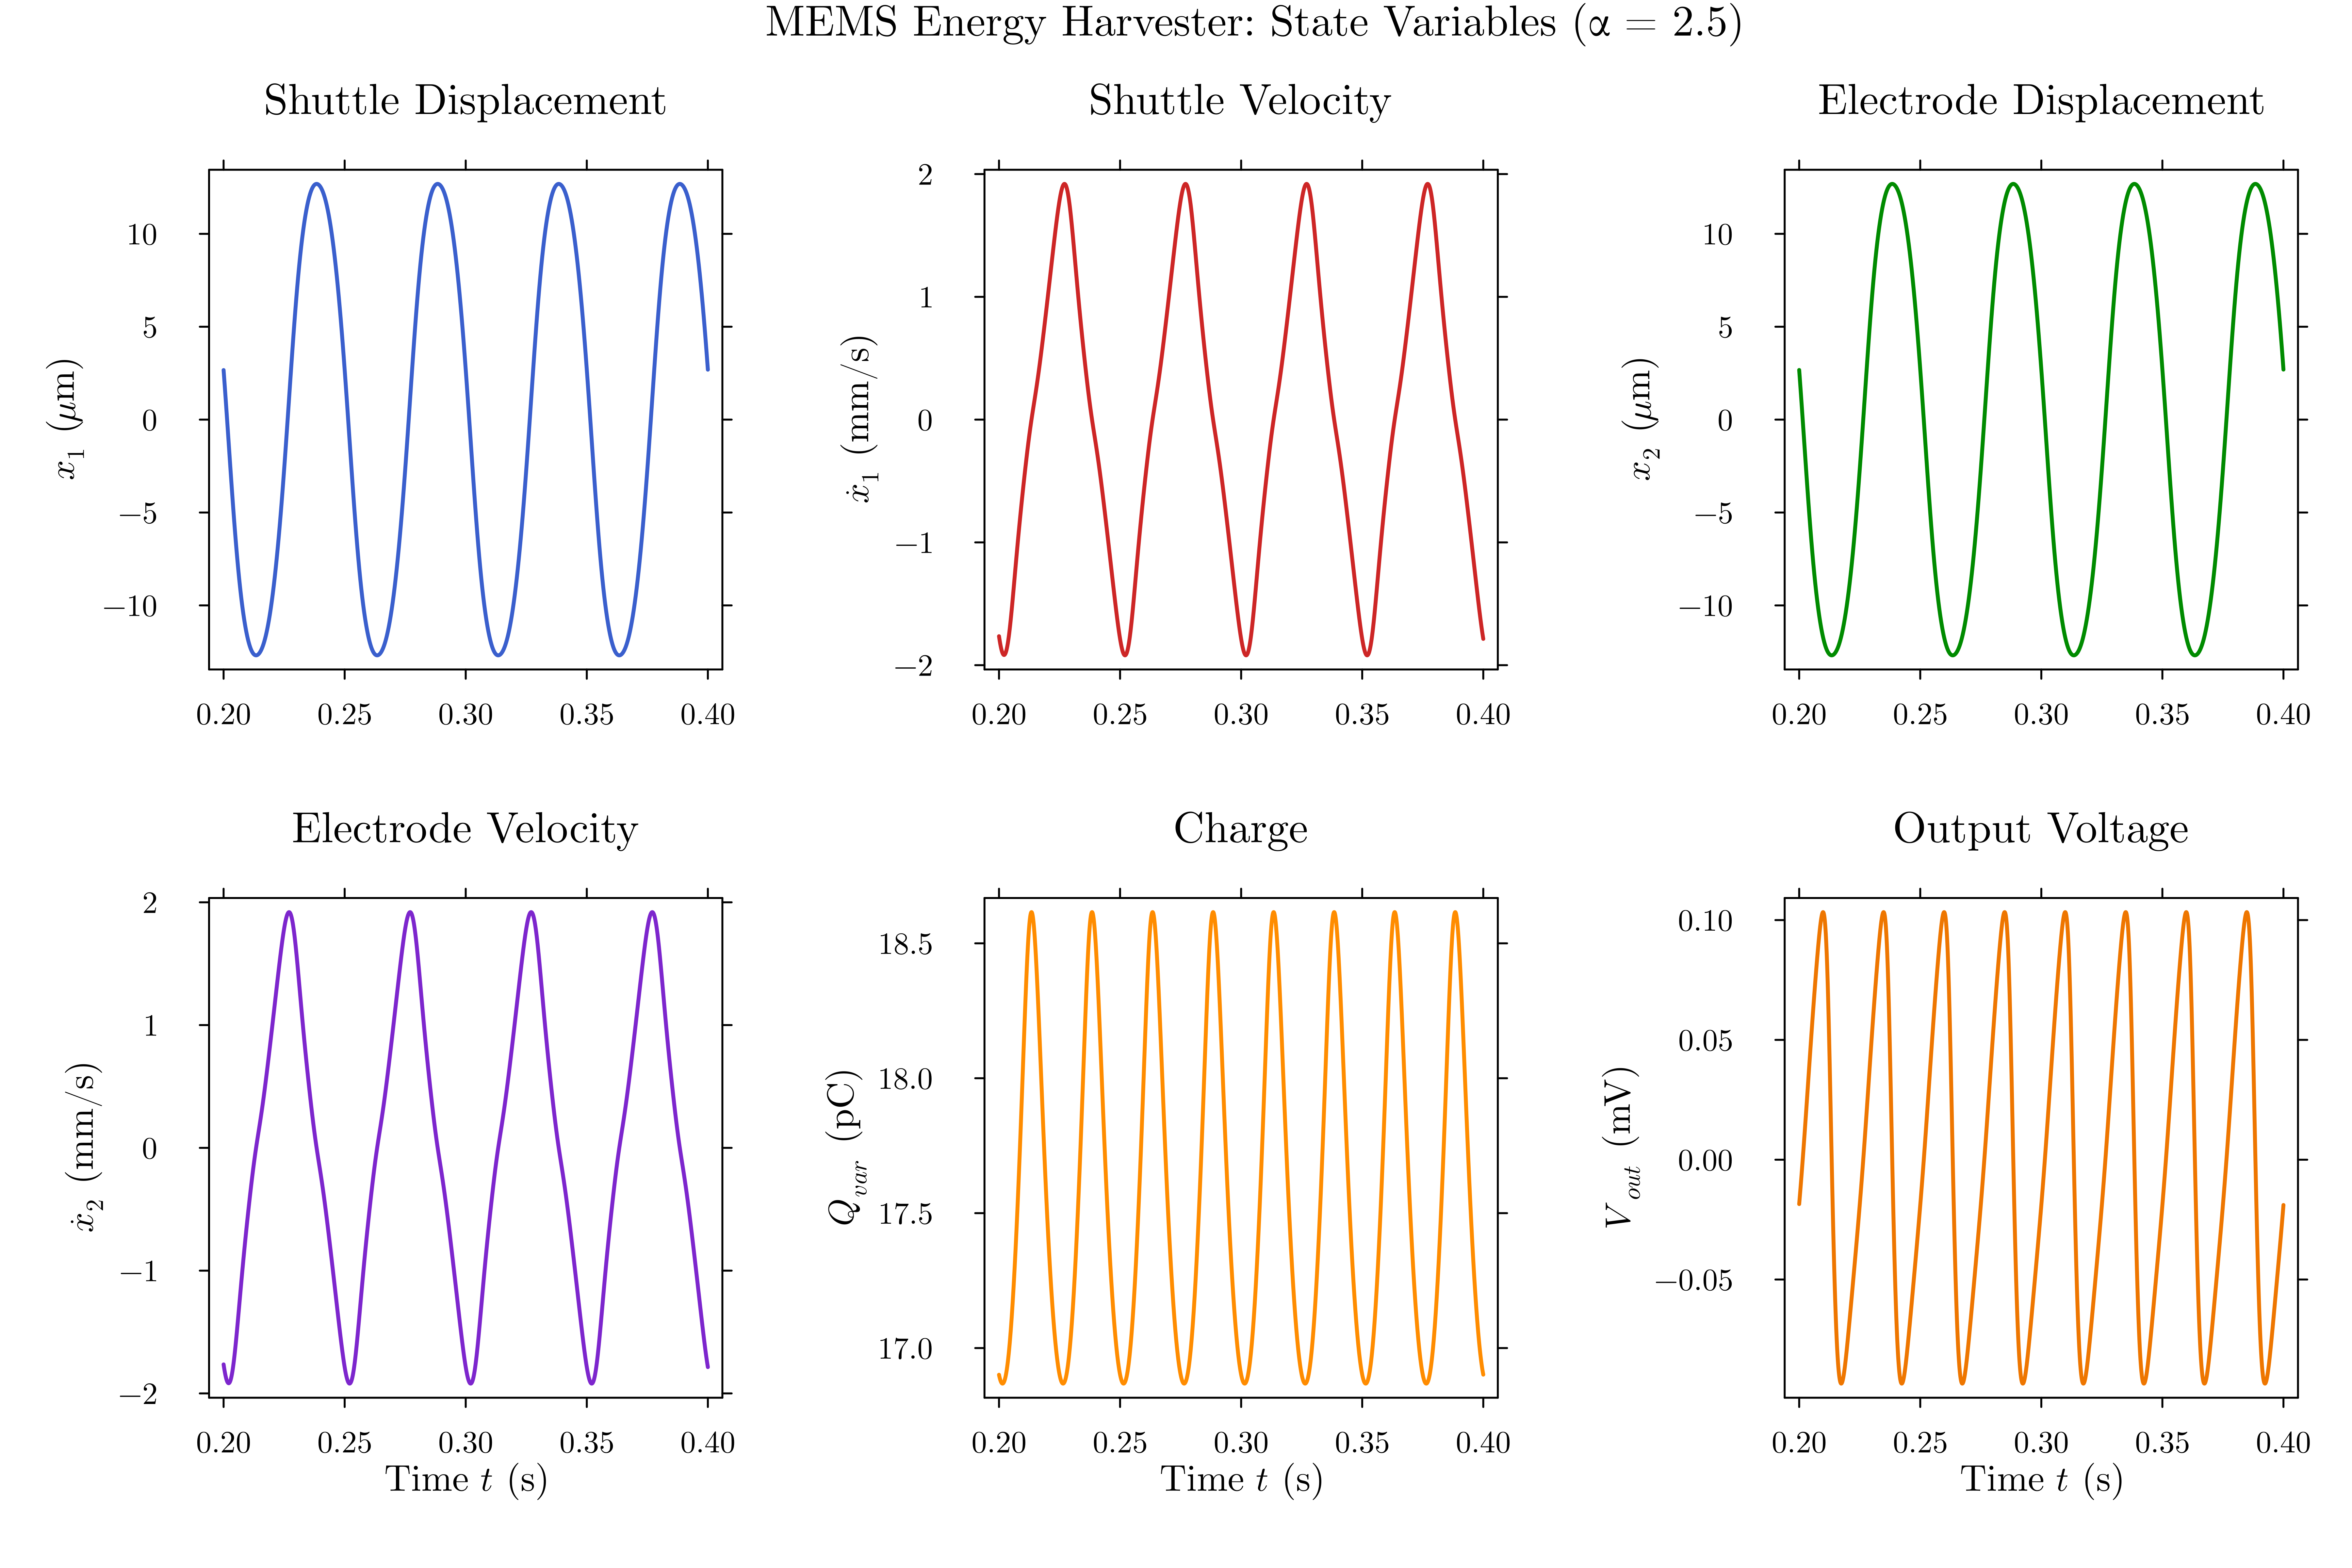 MEMS Energy Harvester: State Variables (α = 2.5)
Shuttle Displacement
x₁ (μm)
10
5
0
−5
−10
0.20 0.25 0.30 0.35 0.40
Shuttle Velocity
ẋ₁ (mm/s)
2
1
0
−1
−2
0.20 0.25 0.30 0.35 0.40
Electrode Displacement
x₂ (μm)
10
5
0
−5
−10
0.20 0.25 0.30 0.35 0.40
Electrode Velocity
ẋ₂ (mm/s)
2
1
0
−1
−2
0.20 0.25 0.30 0.35 0.40
Time t (s)
Charge
Q_var (pC)
18.5
18.0
17.5
17.0
0.20 0.25 0.30 0.35 0.40
Time t (s)
Output Voltage
V_out (mV)
0.10
0.05
0.00
−0.05
0.20 0.25 0.30 0.35 0.40
Time t (s)